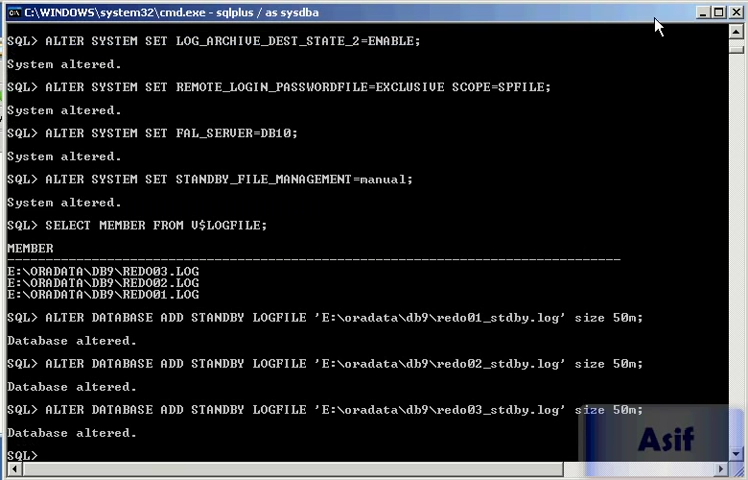 C:\WINDOWS\system32\cmd.exe - sqlplus / as sysdba
SQL> ALTER SYSTEM SET LOG_ARCHIVE_DEST_STATE_2=ENABLE;
System altered.
SQL> ALTER SYSTEM SET REMOTE_LOGIN_PASSWORDFILE=EXCLUSIVE SCOPE=SPFILE;
System altered.
SQL> ALTER SYSTEM SET FAL_SERVER=DB10;
System altered.
SQL> ALTER SYSTEM SET STANDBY_FILE_MANAGEMENT=manual;
System altered.
SQL> SELECT MEMBER FROM V$LOGFILE;
MEMBER
--------------------------------------------------------------------------------
E:\ORADATA\DB9\REDO03.LOG
E:\ORADATA\DB9\REDO02.LOG
E:\ORADATA\DB9\REDO01.LOG
SQL> ALTER DATABASE ADD STANDBY LOGFILE 'E:\oradata\db9\redo01_stdby.log' size 50m;
Database altered.
SQL> ALTER DATABASE ADD STANDBY LOGFILE 'E:\oradata\db9\redo02_stdby.log' size 50m;
Database altered.
SQL> ALTER DATABASE ADD STANDBY LOGFILE 'E:\oradata\db9\redo03_stdby.log' size 50m;
Database altered.
SQL>
Asif